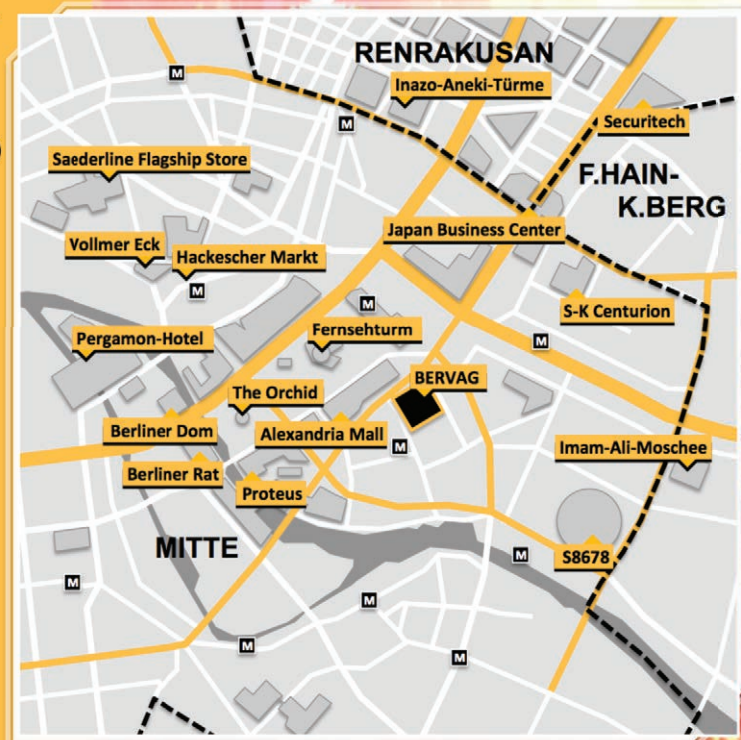 RENRAKUSAN
Inazo-Aneki-Türme
M
M
Securitech
Saederline Flagship Store
F.HAIN-
K.BERG
Japan Business Center
Vollmer Eck
Hackescher Markt
M
M
S-K Centurion
Pergamon-Hotel
Fernsehturm
M
BERVAG
The Orchid
Berliner Dom
Alexandria Mall
M
Imam-Ali-Moschee
Berliner Rat
Proteus
MITTE
M
S8678
M
M
M
M